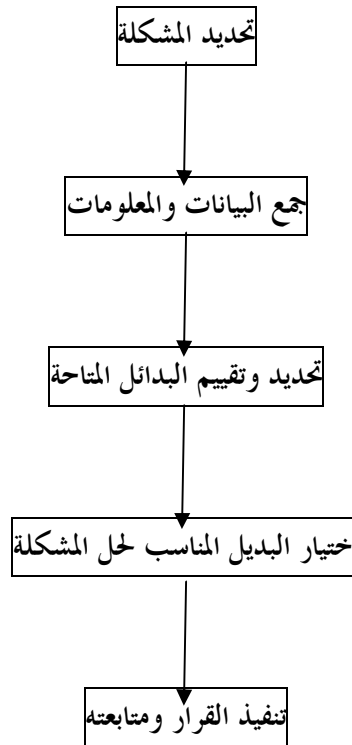 تحديد المشكلة
جمع البيانات والمعلومات
تحديد وتقييم البدائل المتاحة
ختيار البديل المناسب لحل المشكلة
تنفيذ القرار ومتابعته